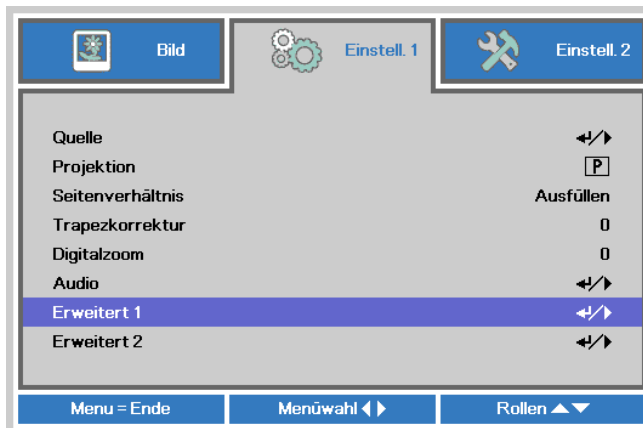 Bild Einstell. 1 Einstell. 2
Quelle
Projektion P
Seitenverhältnis Ausfüllen
Trapezkorrektur 0
Digitalzoom 0
Audio
Erweitert 1
Erweitert 2
Menu = Ende Menüwahl Rollen